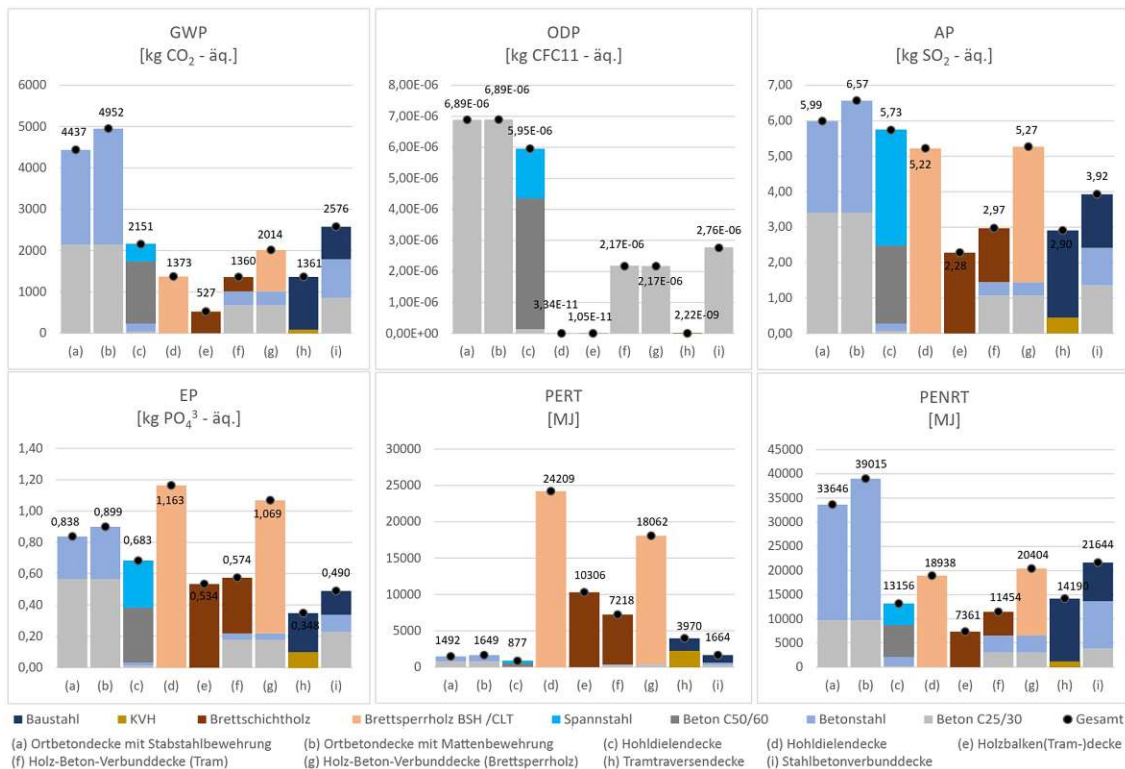 GWP
[kg CO₂ - äq.]
6000
5000
4000
3000
2000
1000
0
4437
4952
2151
1373
527
1360
2014
1361
2576
(a) (b) (c) (d) (e) (f) (g) (h) (i)
ODP
[kg CFC11 - äq.]
8,00E-06
7,00E-06
6,00E-06
5,00E-06
4,00E-06
3,00E-06
2,00E-06
1,00E-06
0,00E+00
6,89E-06
6,89E-06
5,95E-06
3,34E-11
1,05E-11
2,17E-06
2,17E-06
2,22E-09
2,76E-06
(a) (b) (c) (d) (e) (f) (g) (h) (i)
AP
[kg SO₂ - äq.]
7,00
6,00
5,00
4,00
3,00
2,00
1,00
0,00
5,99
6,57
5,73
5,22
2,28
2,97
5,27
2,90
3,92
(a) (b) (c) (d) (e) (f) (g) (h) (i)
EP
[kg PO₄³ - äq.]
1,40
1,20
1,00
0,80
0,60
0,40
0,20
0,00
0,838
0,899
0,683
1,163
0,534
0,574
1,069
0,348
0,490
(a) (b) (c) (d) (e) (f) (g) (h) (i)
PERT
[MJ]
30000
25000
20000
15000
10000
5000
0
1492
1649
877
24209
10306
7218
18062
3970
1664
(a) (b) (c) (d) (e) (f) (g) (h) (i)
PENRT
[MJ]
45000
40000
35000
30000
25000
20000
15000
10000
5000
0
33646
39015
13156
18938
7361
11454
20404
14190
21644
(a) (b) (c) (d) (e) (f) (g) (h) (i)
Baustahl KVH Brettschichtholz Brettsperrholz BSH /CLT Spannstahl Beton C50/60 Betonstahl Beton C25/30 Gesamt
(a) Ortbetondecke mit Stabstahlbewehrung (b) Ortbetondecke mit Mattenbewehrung (c) Hohldielendecke (d) Hohldielendecke (e) Holzbalken(Tram-)decke
(f) Holz-Beton-Verbunddecke (Tram) (g) Holz-Beton-Verbunddecke (Brettsperrholz) (h) Tramtraversendecke (i) Stahlbetonverbunddecke